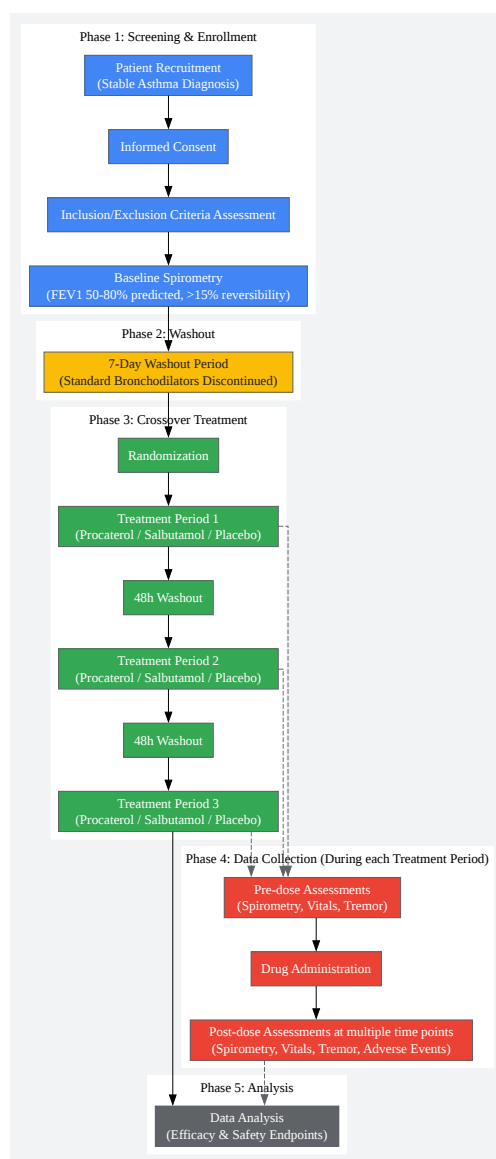 Phase 1: Screening & Enrollment
Patient Recruitment
(Stable Asthma Diagnosis)
Informed Consent
Inclusion/Exclusion Criteria Assessment
Baseline Spirometry
(FEV1 50-80% predicted, >15% reversibility)
Phase 2: Washout
7-Day Washout Period
(Standard Bronchodilators Discontinued)
Phase 3: Crossover Treatment
Randomization
Treatment Period 1
(Procaterol / Salbutamol / Placebo)
48h Washout
Treatment Period 2
(Procaterol / Salbutamol / Placebo)
48h Washout
Treatment Period 3
(Procaterol / Salbutamol / Placebo)
Phase 4: Data Collection (During each Treatment Period)
Pre-dose Assessments
(Spirometry, Vitals, Tremor)
Drug Administration
Post-dose Assessments at multiple time points
(Spirometry, Vitals, Tremor, Adverse Events)
Phase 5: Analysis
Data Analysis
(Efficacy & Safety Endpoints)